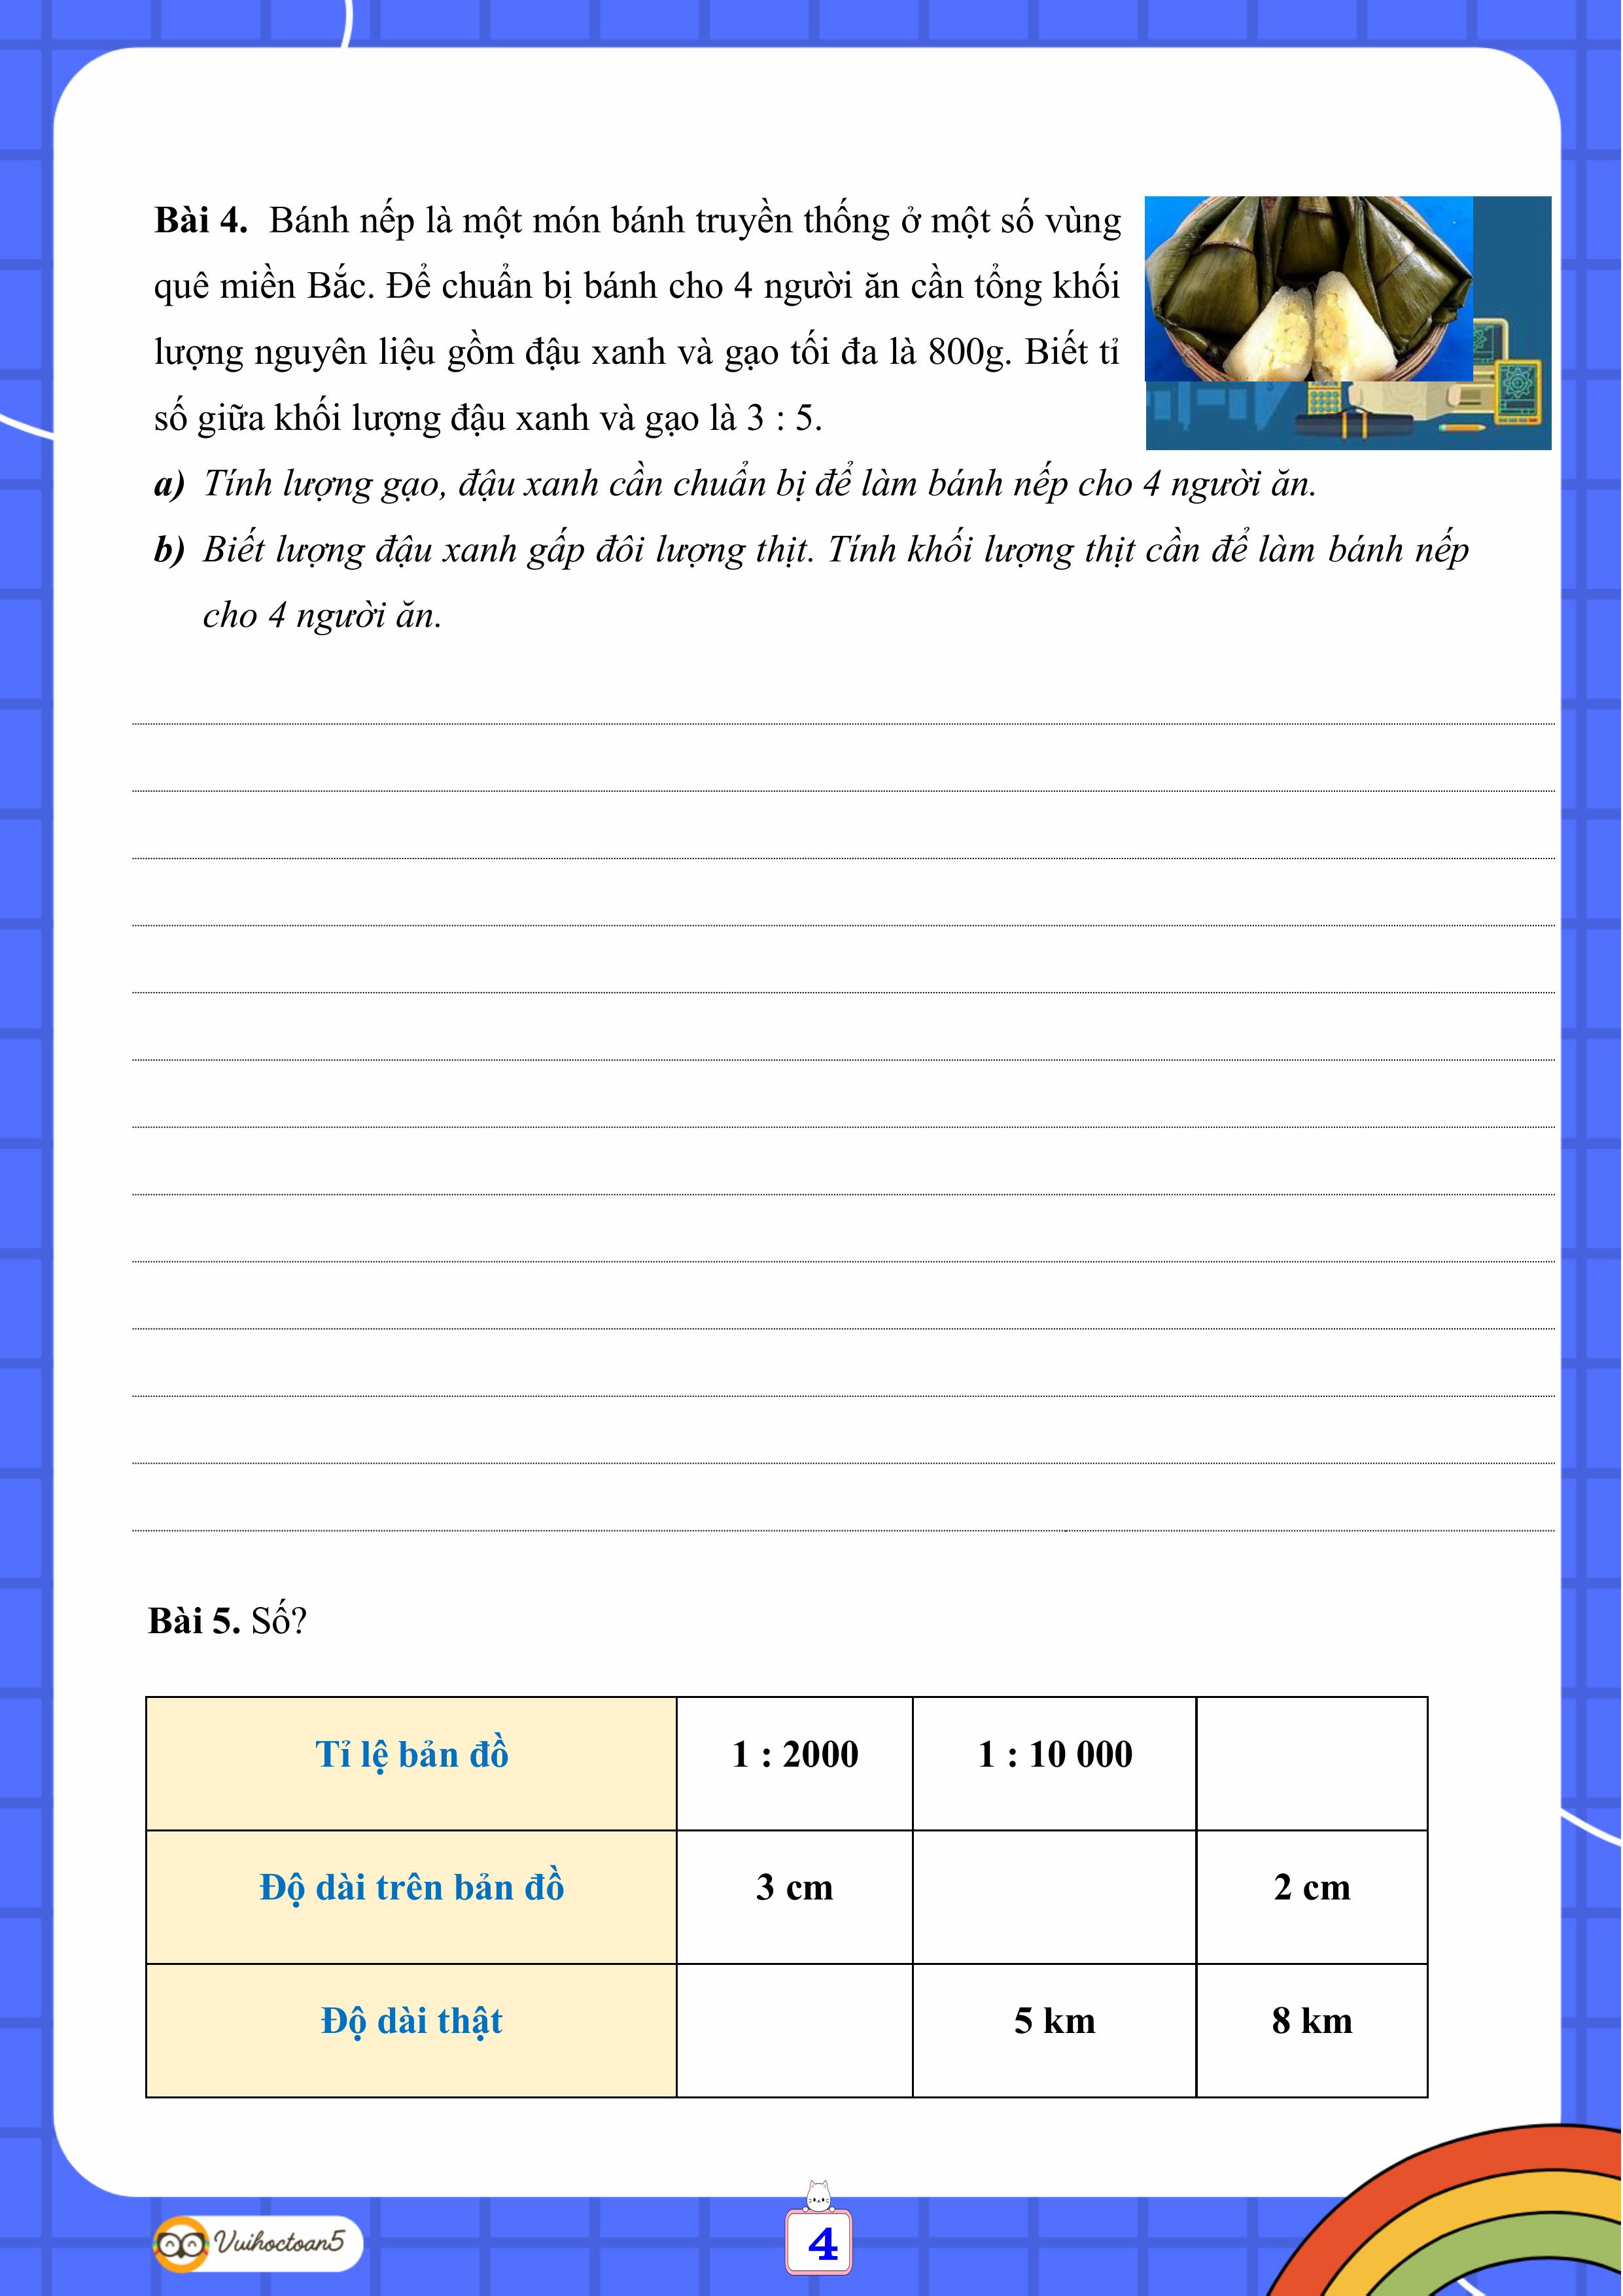 Bài 4. Bánh nếp là một món bánh truyền thống ở một số vùng
quê miền Bắc. Để chuẩn bị bánh cho 4 người ăn cần tổng khối
lượng nguyên liệu gồm đậu xanh và gạo tối đa là 800g. Biết tỉ
số giữa khối lượng đậu xanh và gạo là 3 : 5.
a) Tính lượng gạo, đậu xanh cần chuẩn bị để làm bánh nếp cho 4 người ăn.
b) Biết lượng đậu xanh gấp đôi lượng thịt. Tính khối lượng thịt cần để làm bánh nếp
cho 4 người ăn.
Bài 5. Số?
Tỉ lệ bản đồ 1 : 2000 1 : 10 000
Độ dài trên bản đồ 3 cm 2 cm
Độ dài thật 5 km 8 km
Vuihoctoan5
4